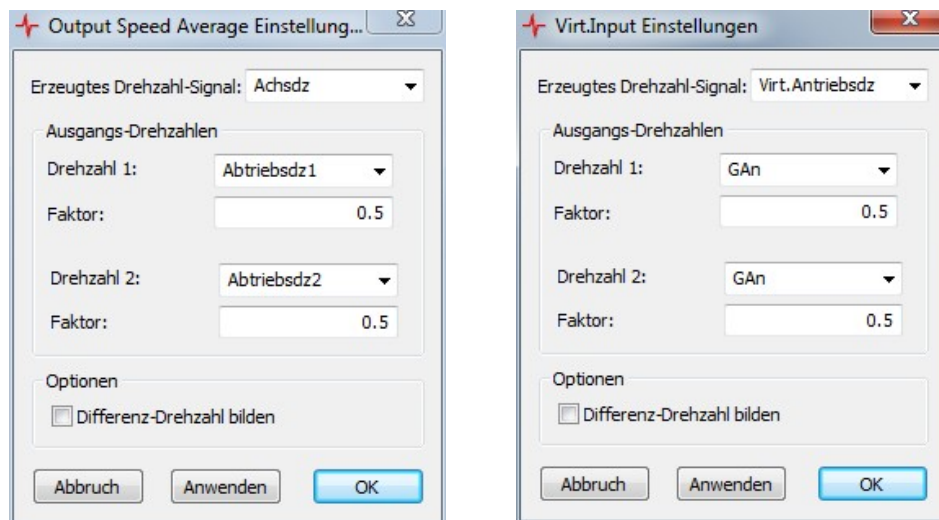 Output Speed Average Einstellung...
Erzeugtes Drehzahl-Signal: Achsdz
Ausgangs-Drehzahlen
Drehzahl 1: Abtriebsdz1
Faktor: 0.5
Drehzahl 2: Abtriebsdz2
Faktor: 0.5
Optionen
Differenz-Drehzahl bilden
Abbruch Anwenden OK
Virt.Input Einstellungen
Erzeugtes Drehzahl-Signal: Virt.Antriebsdz
Ausgangs-Drehzahlen
Drehzahl 1: GAn
Faktor: 0.5
Drehzahl 2: GAn
Faktor: 0.5
Optionen
Differenz-Drehzahl bilden
Abbruch Anwenden OK